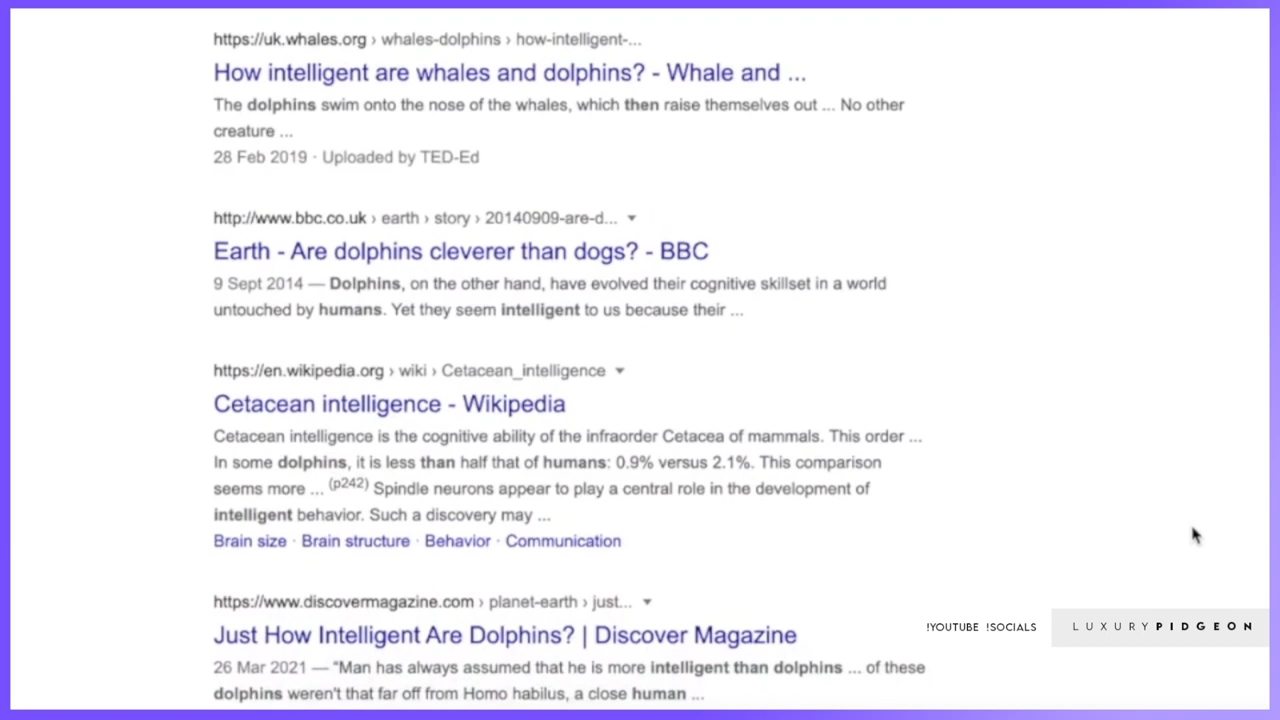 https://uk.whales.org › whales-dolphins › how-intelligent-...
How intelligent are whales and dolphins? - Whale and ...
The dolphins swim onto the nose of the whales, which then raise themselves out ... No other
creature ...
28 Feb 2019 · Uploaded by TED-Ed
http://www.bbc.co.uk › earth › story › 20140909-are-d...
Earth - Are dolphins cleverer than dogs? - BBC
9 Sept 2014 — Dolphins, on the other hand, have evolved their cognitive skillset in a world
untouched by humans. Yet they seem intelligent to us because their ...
https://en.wikipedia.org › wiki › Cetacean_intelligence
Cetacean intelligence - Wikipedia
Cetacean intelligence is the cognitive ability of the infraorder Cetacea of mammals. This order ...
In some dolphins, it is less than half that of humans: 0.9% versus 2.1%. This comparison
seems more ... (p242) Spindle neurons appear to play a central role in the development of
intelligent behavior. Such a discovery may ...
Brain size · Brain structure · Behavior · Communication
https://www.discovermagazine.com › planet-earth › just...
Just How Intelligent Are Dolphins? | Discover Magazine
26 Mar 2021 — "Man has always assumed that he is more intelligent than dolphins ... of these
dolphins weren't that far off from Homo habilus, a close human ...
!YOUTUBE !SOCIALS
LUXURYPIDGEON